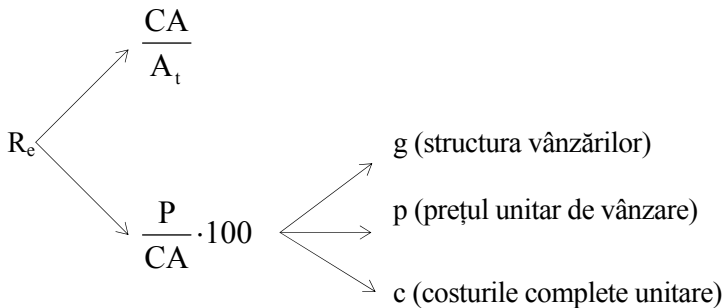 CA
A_t
R_e
g (structura vânzărilor)
p (prețul unitar de vânzare)
P
CA
·100
c (costurile complete unitare)